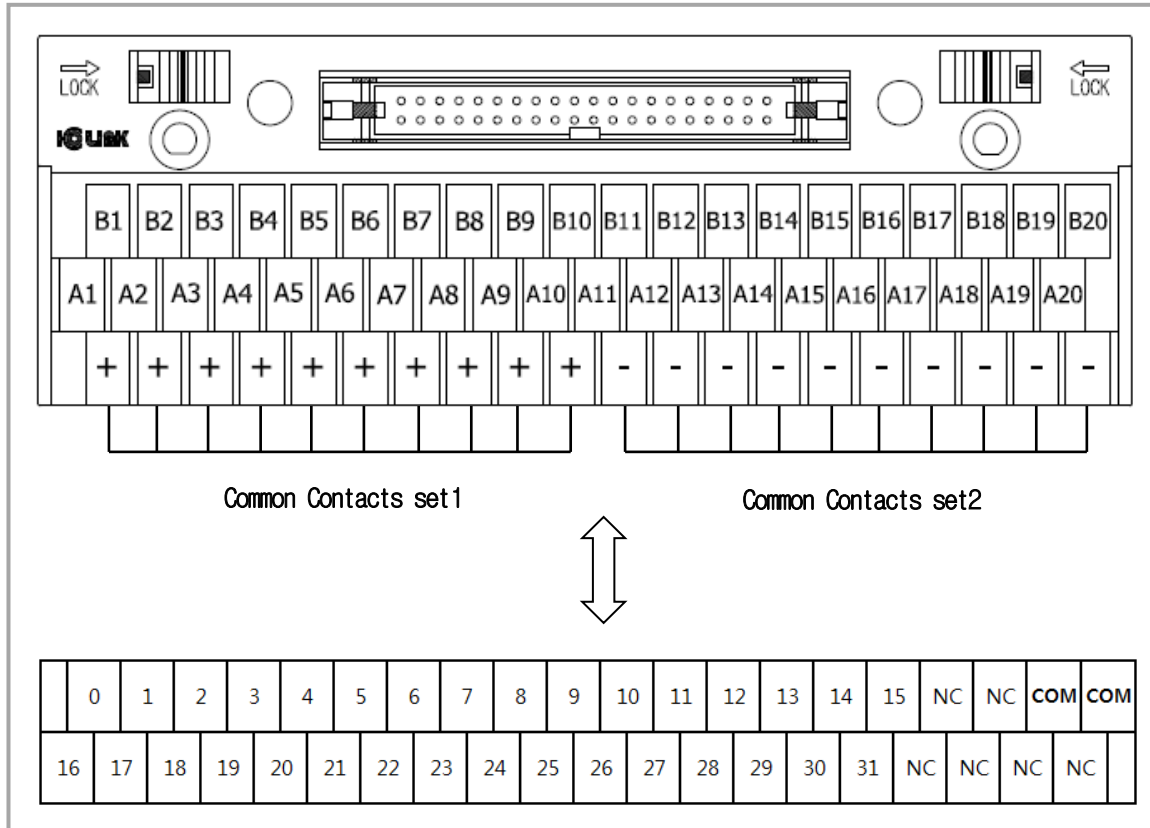 LOCK LOCK
B1 B2 B3 B4 B5 B6 B7 B8 B9 B10 B11 B12 B13 B14 B15 B16 B17 B18 B19 B20
A1 A2 A3 A4 A5 A6 A7 A8 A9 A10 A11 A12 A13 A14 A15 A16 A17 A18 A19 A20
+ + + + + + + + + + - - - - - - - - - -
Common Contacts set1 Common Contacts set2
0 1 2 3 4 5 6 7 8 9 10 11 12 13 14 15 NC NC COM COM
16 17 18 19 20 21 22 23 24 25 26 27 28 29 30 31 NC NC NC NC